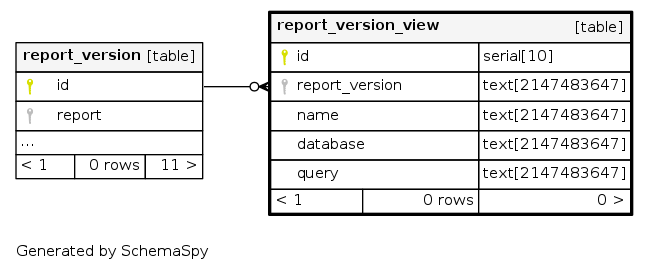 report_version [table]
id
report
...
< 1 0 rows 11 >
report_version_view [table]
id serial[10]
report_version text[2147483647]
name text[2147483647]
database text[2147483647]
query text[2147483647]
< 1 0 rows 0 >
Generated by SchemaSpy